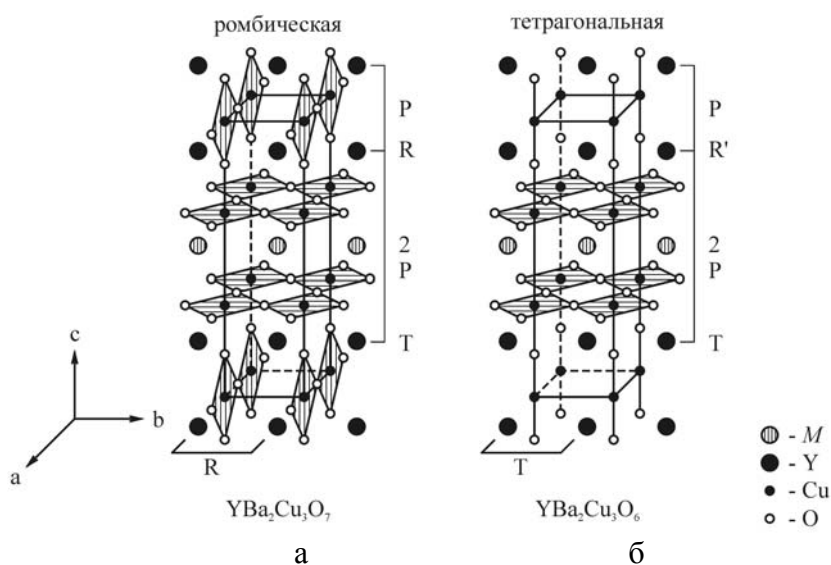 ромбическая
тетрагональная
P
R
2
P
T
P
R'
2
P
T
c
b
a
R
T
YBa₂Cu₃O₇
YBa₂Cu₃O₆
- M
- Y
- Cu
- O
а
б